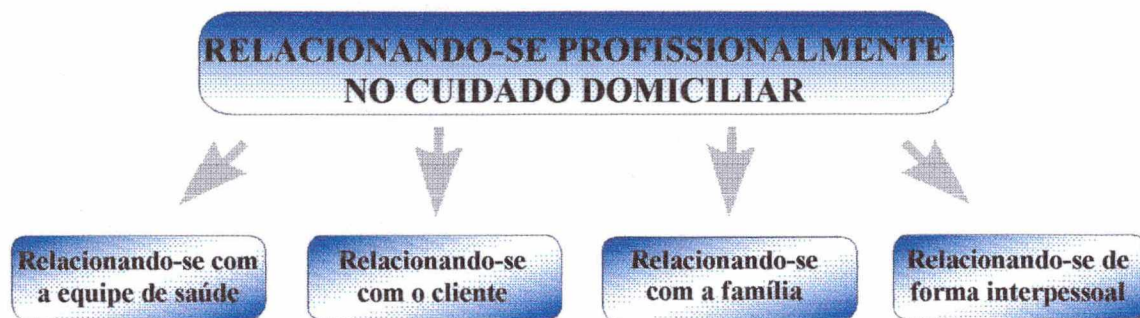 RELACIONANDO-SE PROFISSIONALMENTE
NO CUIDADO DOMICILIAR
Relacionando-se com
a equipe de saúde
Relacionando-se
com o cliente
Relacionando-se
com a família
Relacionando-se de
forma interpessoal